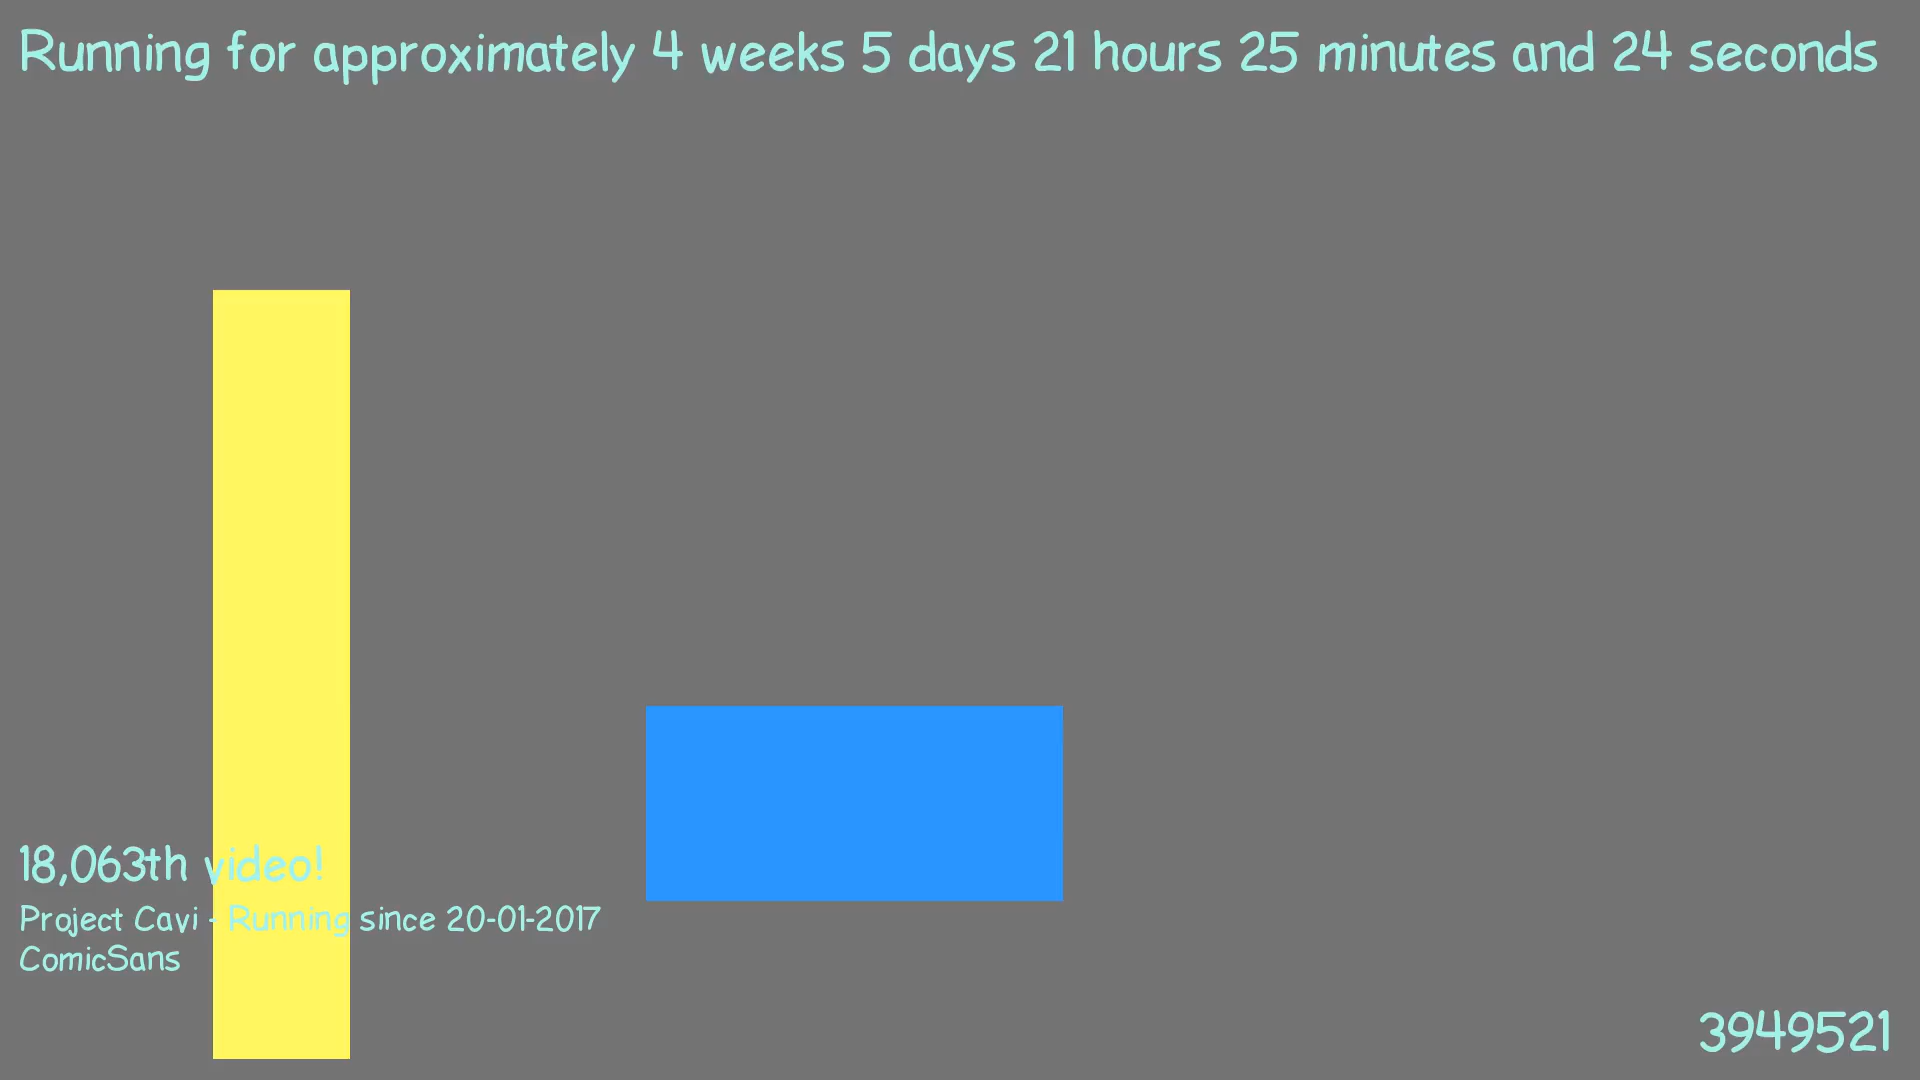 Running for approximately 4 weeks 5 days 21 hours 25 minutes and 24 seconds
18,063th video!
Project Cavi - Running since 20-01-2017
ComicSans
3949521